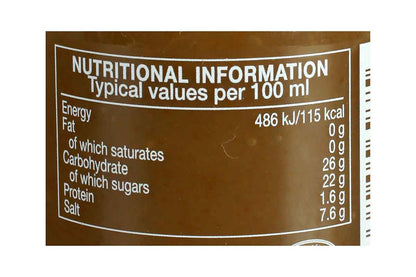 NUTRITIONAL INFORMATION
Typical values per 100 ml
Energy 486 kJ/115 kcal
Fat 0 g
of which saturates 0 g
Carbohydrate 26 g
of which sugars 22 g
Protein 1.6 g
Salt 7.6 g